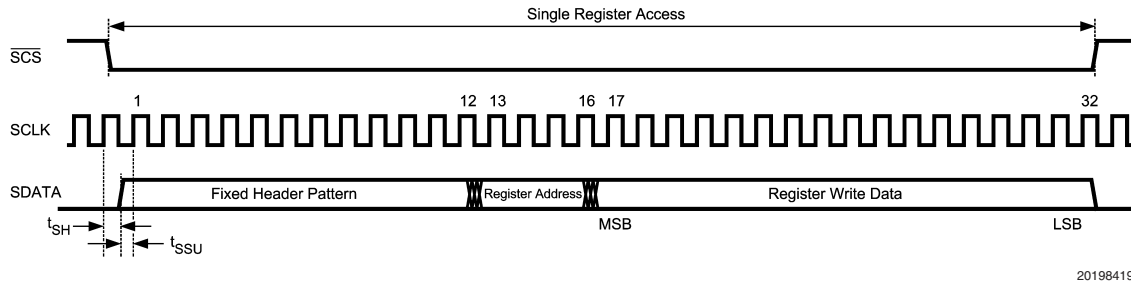 Single Register Access
SCS
1 12 13 16 17 32
SCLK
SDATA Fixed Header Pattern Register Address Register Write Data
tSH MSB LSB
tSSU
20198419